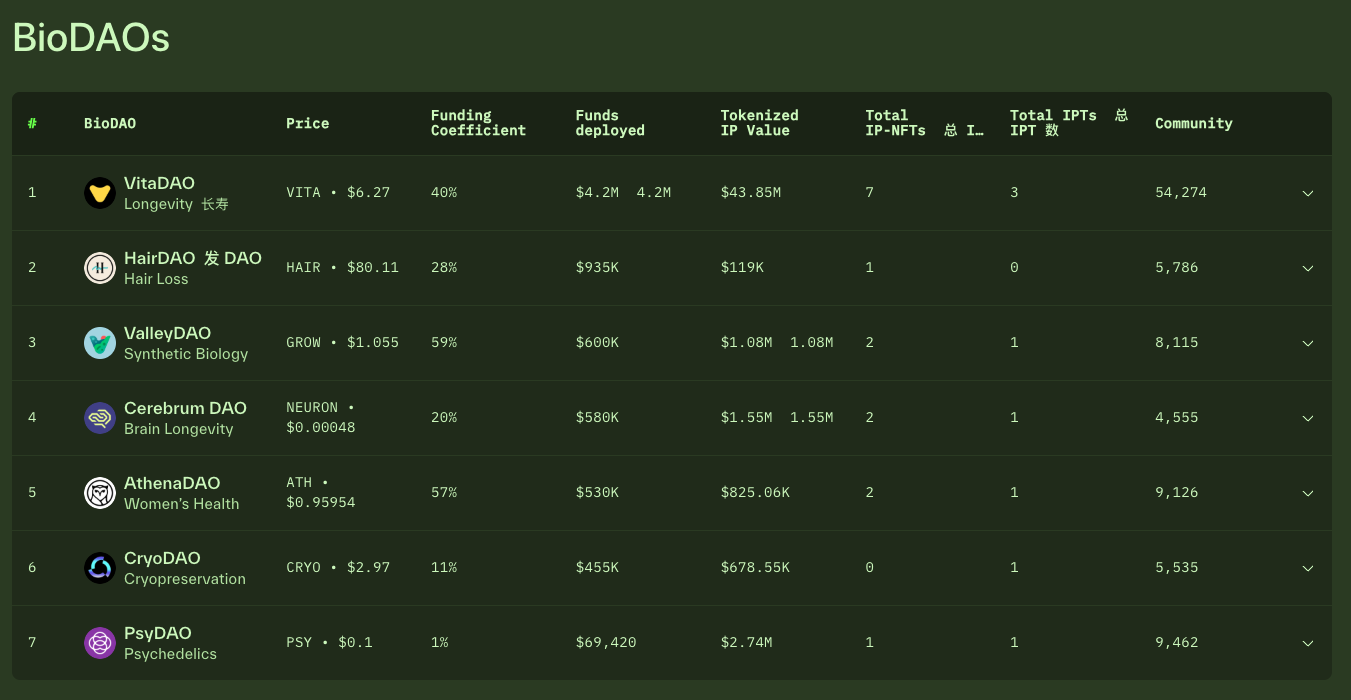 BioDAOs
# BioDAO Price Funding Coefficient Funds deployed Tokenized IP Value Total IP-NFTs 总 I… Total IPTs 总 IPT 数 Community
1 VitaDAO VITA • $6.27 40% $4.2M 4.2M $43.85M 7 3 54,274
Longevity 长寿
2 HairDAO 发 DAO HAIR • $80.11 28% $935K $119K 1 0 5,786
Hair Loss
3 ValleyDAO GROW • $1.055 59% $600K $1.08M 1.08M 2 1 8,115
Synthetic Biology
4 Cerebrum DAO NEURON • $0.00048 20% $580K $1.55M 1.55M 2 1 4,555
Brain Longevity
5 AthenaDAO ATH • $0.95954 57% $530K $825.06K 2 1 9,126
Women's Health
6 CryoDAO CRYO • $2.97 11% $455K $678.55K 0 1 5,535
Cryopreservation
7 PsyDAO PSY • $0.1 1% $69,420 $2.74M 1 1 9,462
Psychedelics